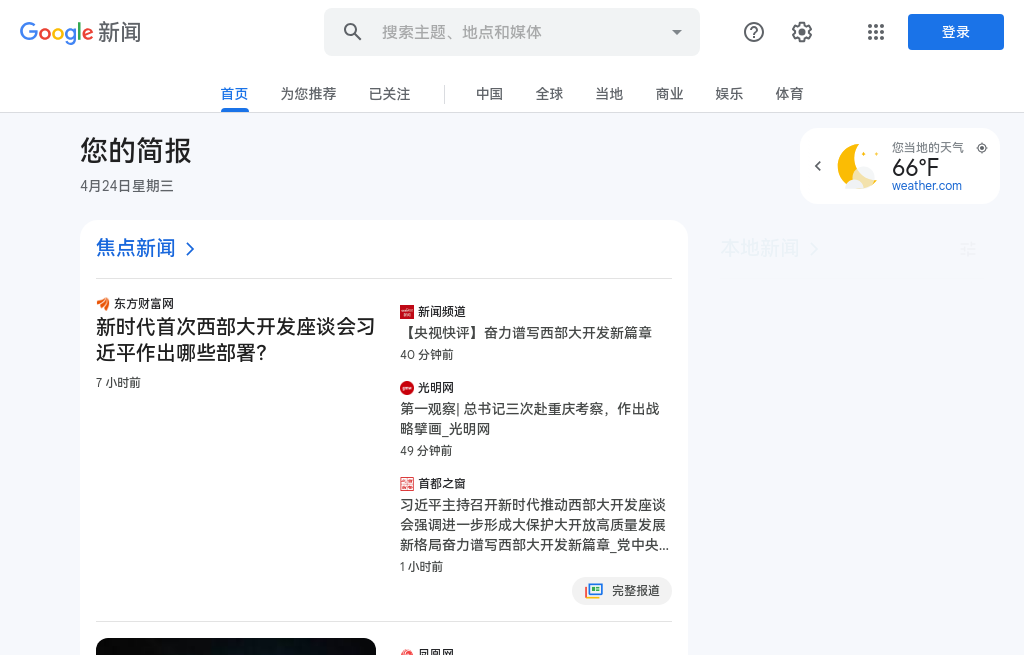 Google 新闻
搜索主题、地点和媒体
登录
首页
为您推荐
已关注
中国
全球
当地
商业
娱乐
体育
您的简报
4月24日星期三
您当地的天气
66°F
weather.com
焦点新闻
本地新闻
东方财富网
新时代首次西部大开发座谈会习
近平作出哪些部署？
7 小时前
新闻频道
【央视快评】奋力谱写西部大开发新篇章
40 分钟前
光明网
第一观察| 总书记三次赴重庆考察，作出战
略擘画_光明网
49 分钟前
首都之窗
习近平主持召开新时代推动西部大开发座谈
会强调进一步形成大保护大开放高质量发展
新格局奋力谱写西部大开发新篇章_党中央...
1 小时前
完整报道
凤凰网